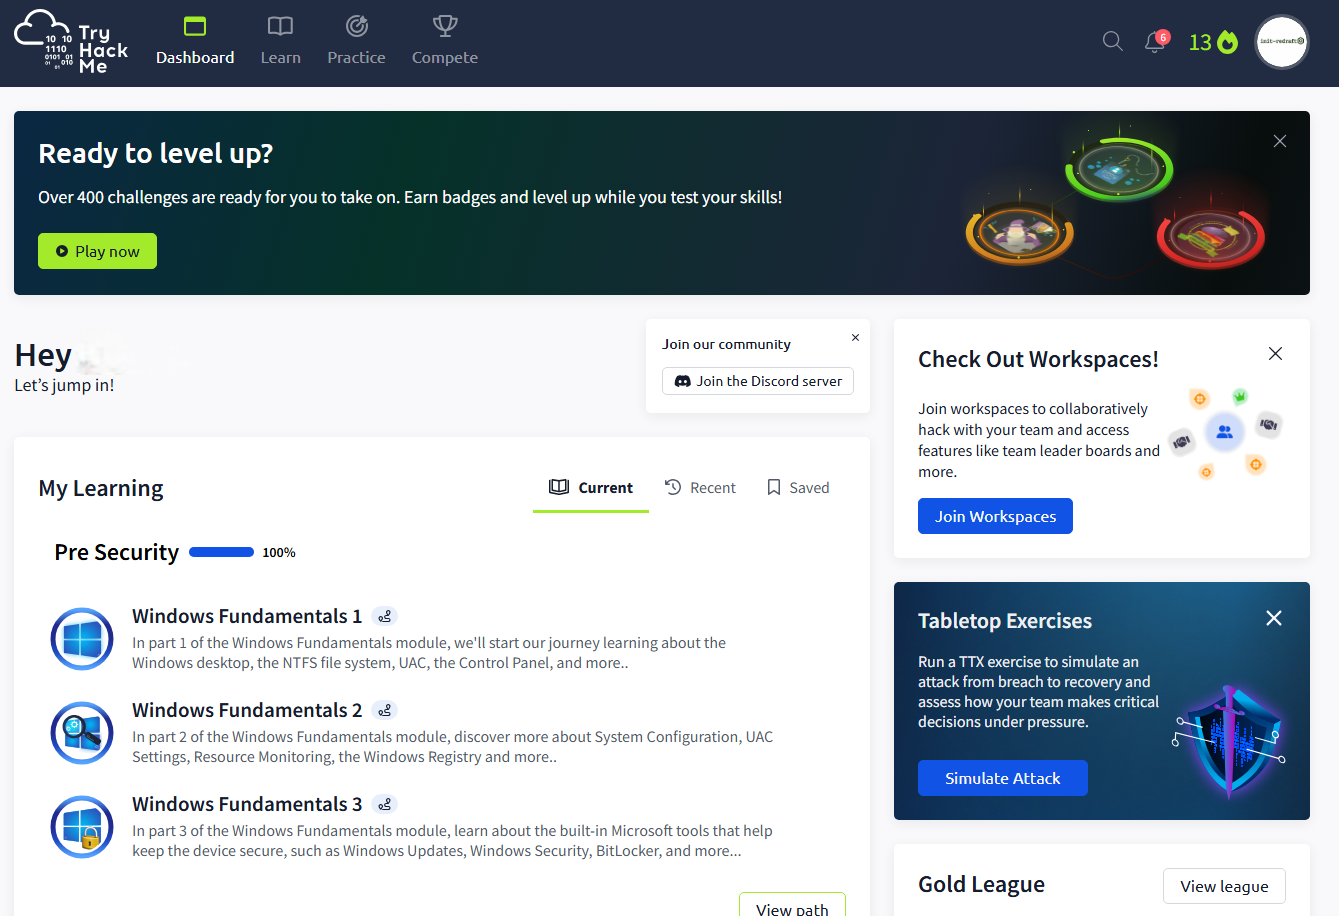 Try
Hack
Me
10 10
1110
0101 01
01 010
01
Dashboard
Learn
Practice
Compete
6
13
init-redraft
Ready to level up?
Over 400 challenges are ready for you to take on. Earn badges and level up while you test your skills!
Play now
Hey
Let's jump in!
Join our community
Join the Discord server
My Learning
Current
Recent
Saved
Pre Security 100%
Windows Fundamentals 1
In part 1 of the Windows Fundamentals module, we'll start our journey learning about the
Windows desktop, the NTFS file system, UAC, the Control Panel, and more..
Windows Fundamentals 2
In part 2 of the Windows Fundamentals module, discover more about System Configuration, UAC
Settings, Resource Monitoring, the Windows Registry and more..
Windows Fundamentals 3
In part 3 of the Windows Fundamentals module, learn about the built-in Microsoft tools that help
keep the device secure, such as Windows Updates, Windows Security, BitLocker, and more...
View path
Check Out Workspaces!
Join workspaces to collaboratively
hack with your team and access
features like team leader boards and
more.
Join Workspaces
Tabletop Exercises
Run a TTX exercise to simulate an
attack from breach to recovery and
assess how your team makes critical
decisions under pressure.
Simulate Attack
Gold League
View league